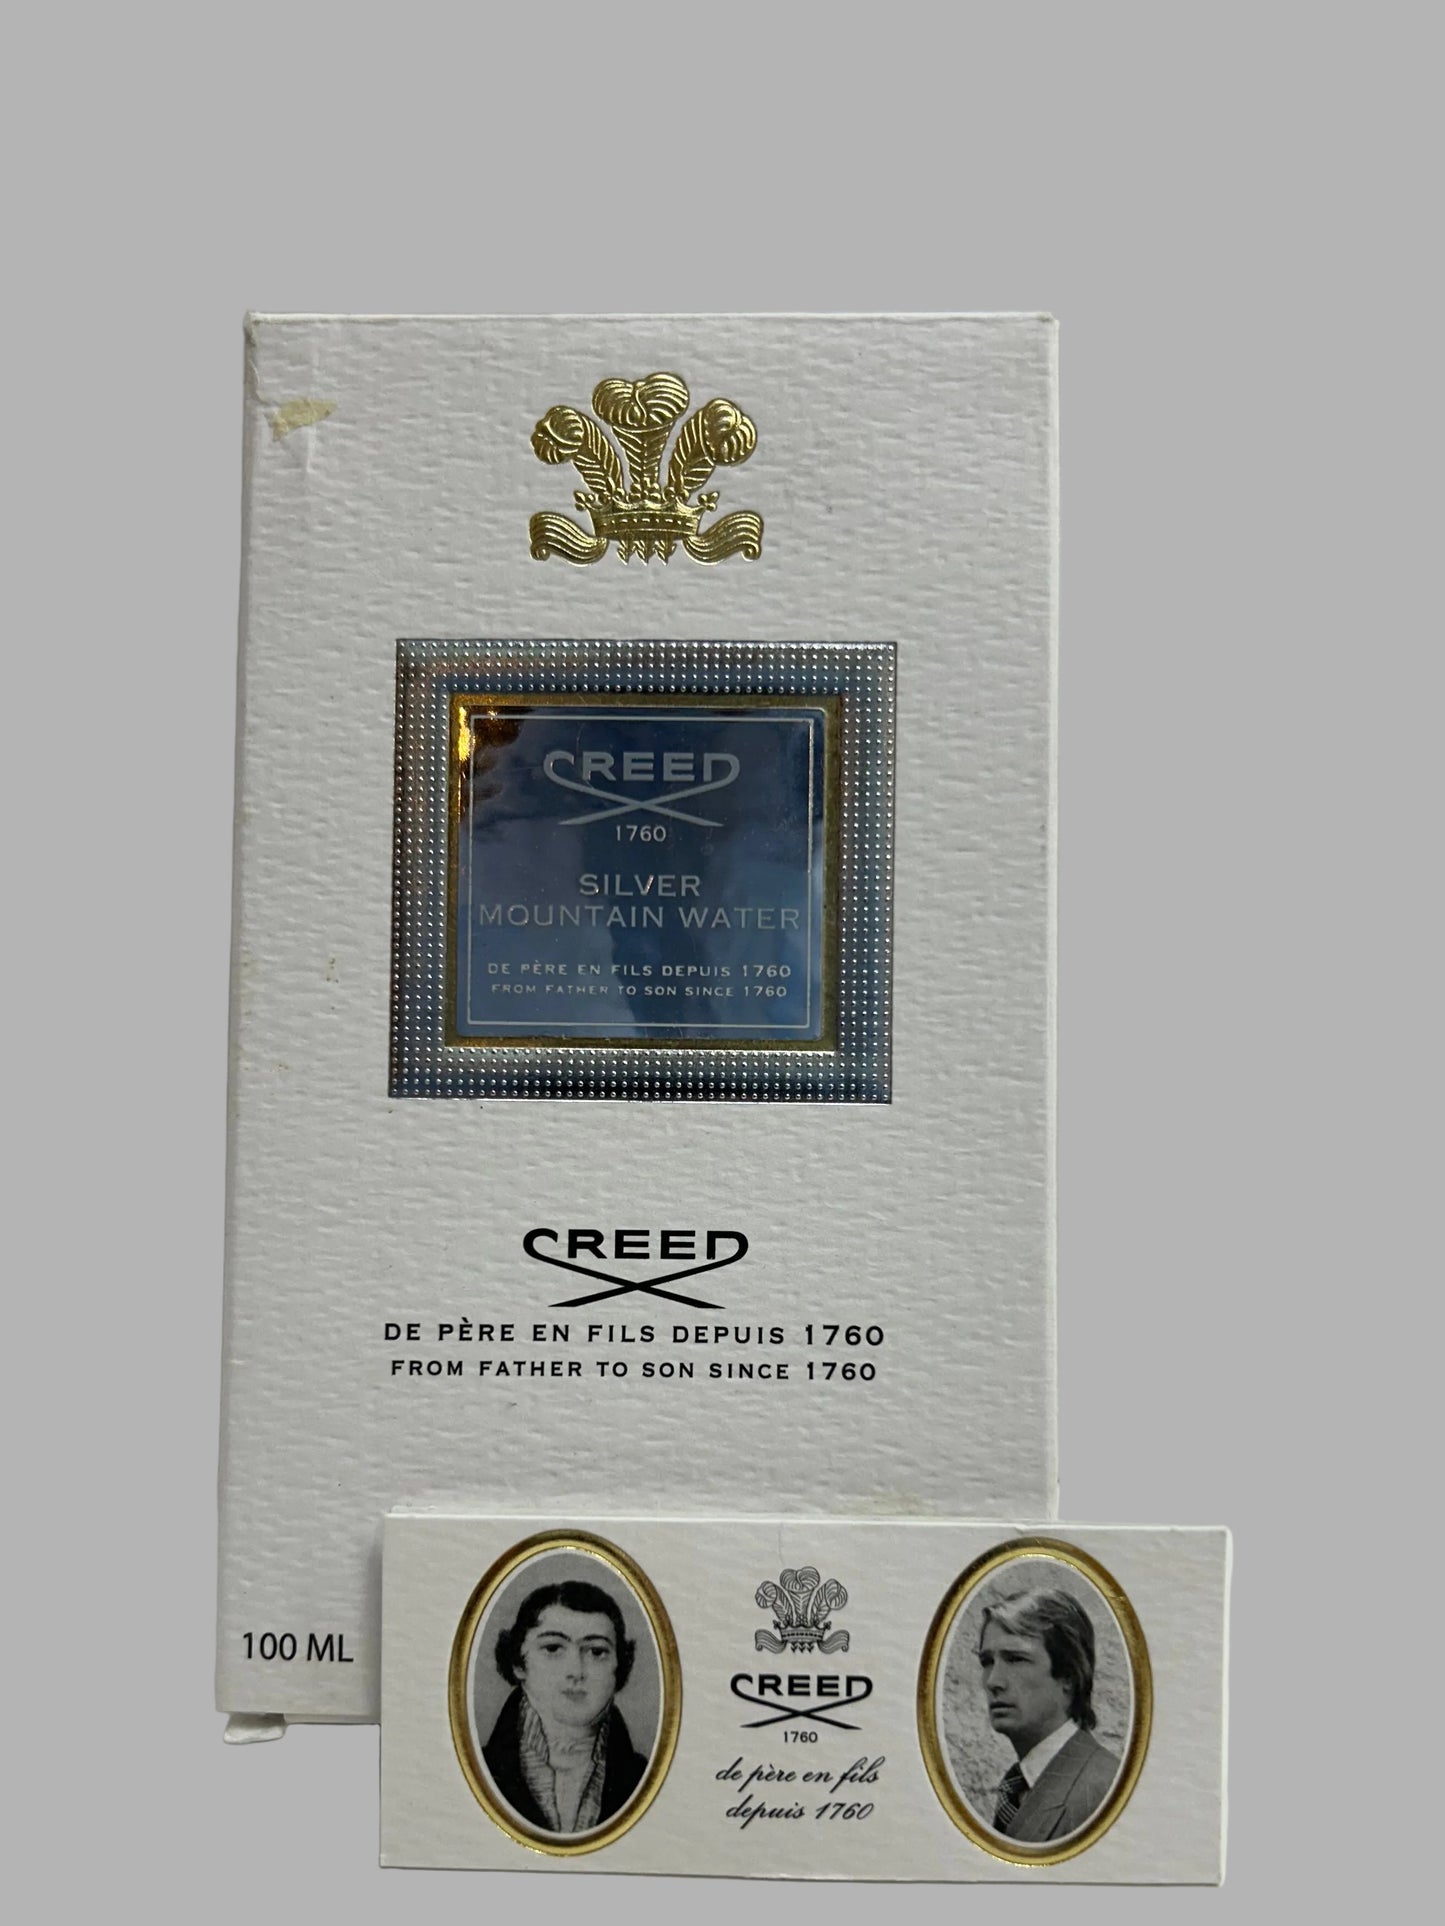 CREED
1760
SILVER
MOUNTAIN WATER
DE PÈRE EN FILS DEPUIS 1760
FROM FATHER TO SON SINCE 1760
CREED
DE PÈRE EN FILS DEPUIS 1760
FROM FATHER TO SON SINCE 1760
100 ML
CREED
1760
de père en fils
depuis 1760